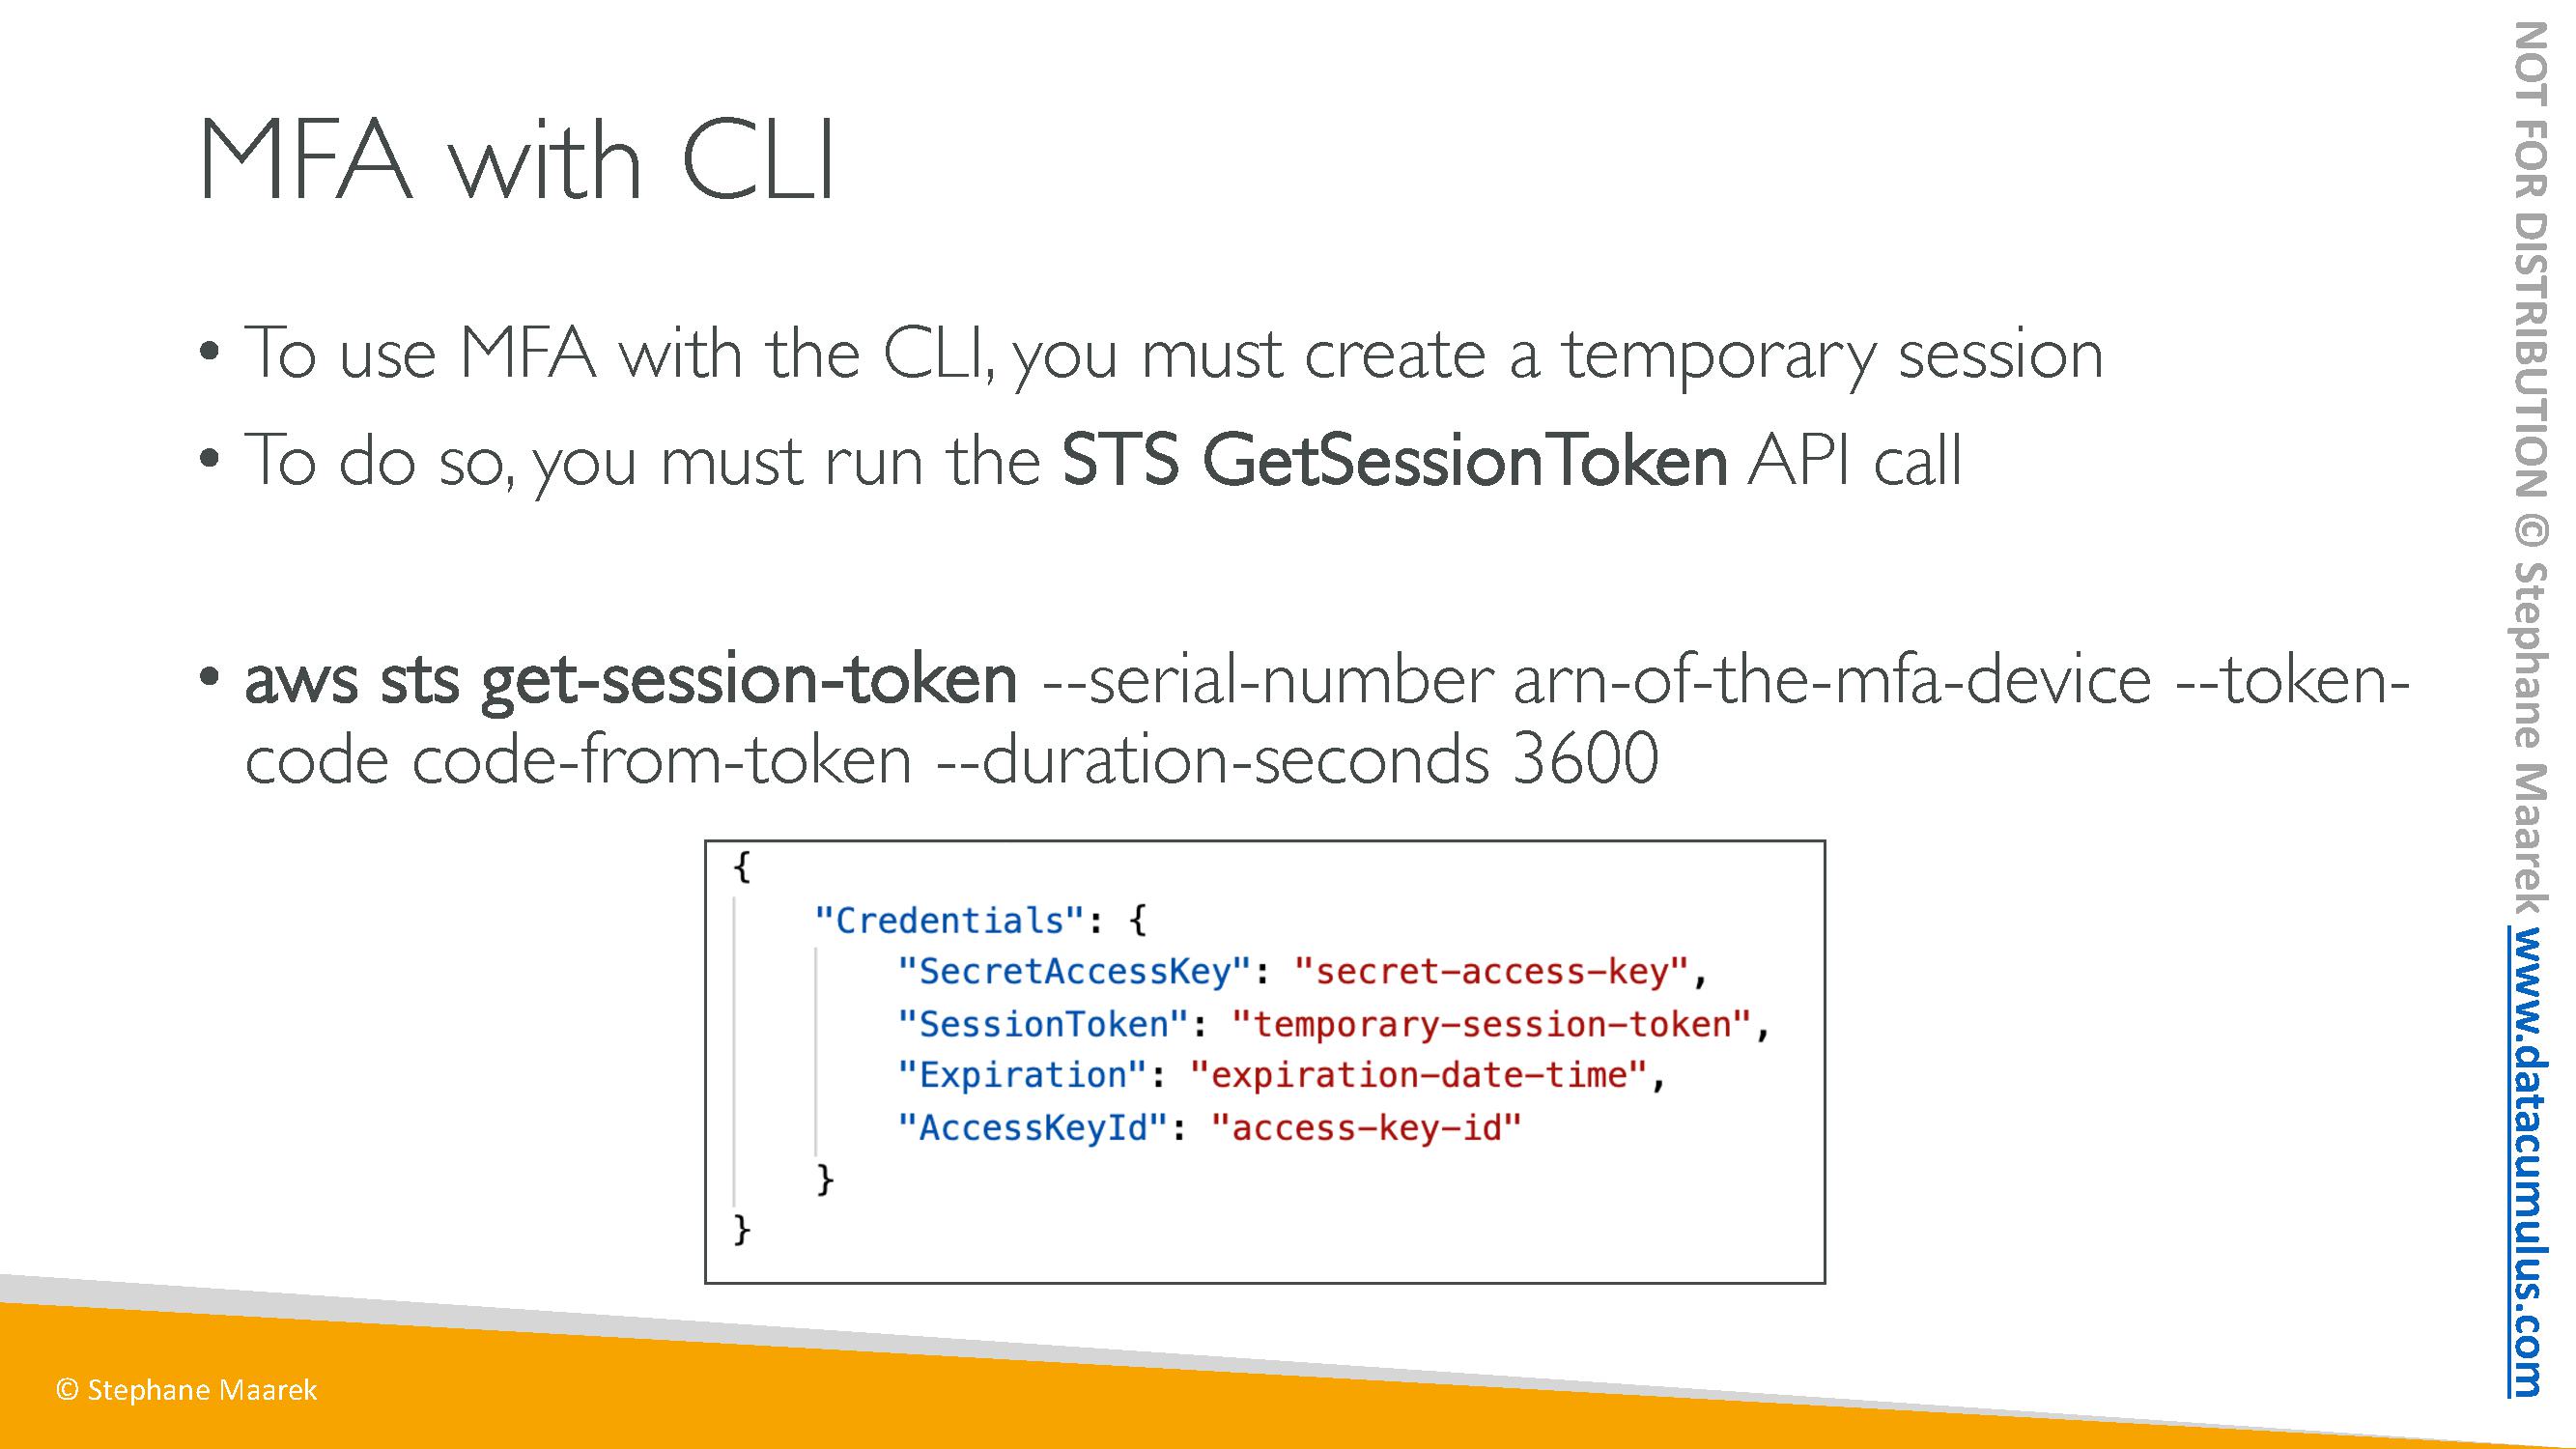 MFA with CLI
• To use MFA with the CLI, you must create a temporary session
• To do so, you must run the STS GetSessionToken API call
• aws sts get-session-token --serial-number arn-of-the-mfa-device --token-
code code-from-token --duration-seconds 3600
{
"Credentials": {
"SecretAccessKey": "secret-access-key",
"SessionToken": "temporary-session-token",
"Expiration": "expiration-date-time",
"AccessKeyId": "access-key-id"
}
}
© Stephane Maarek
NOT FOR DISTRIBUTION © Stephane Maarek www.datacumulus.com